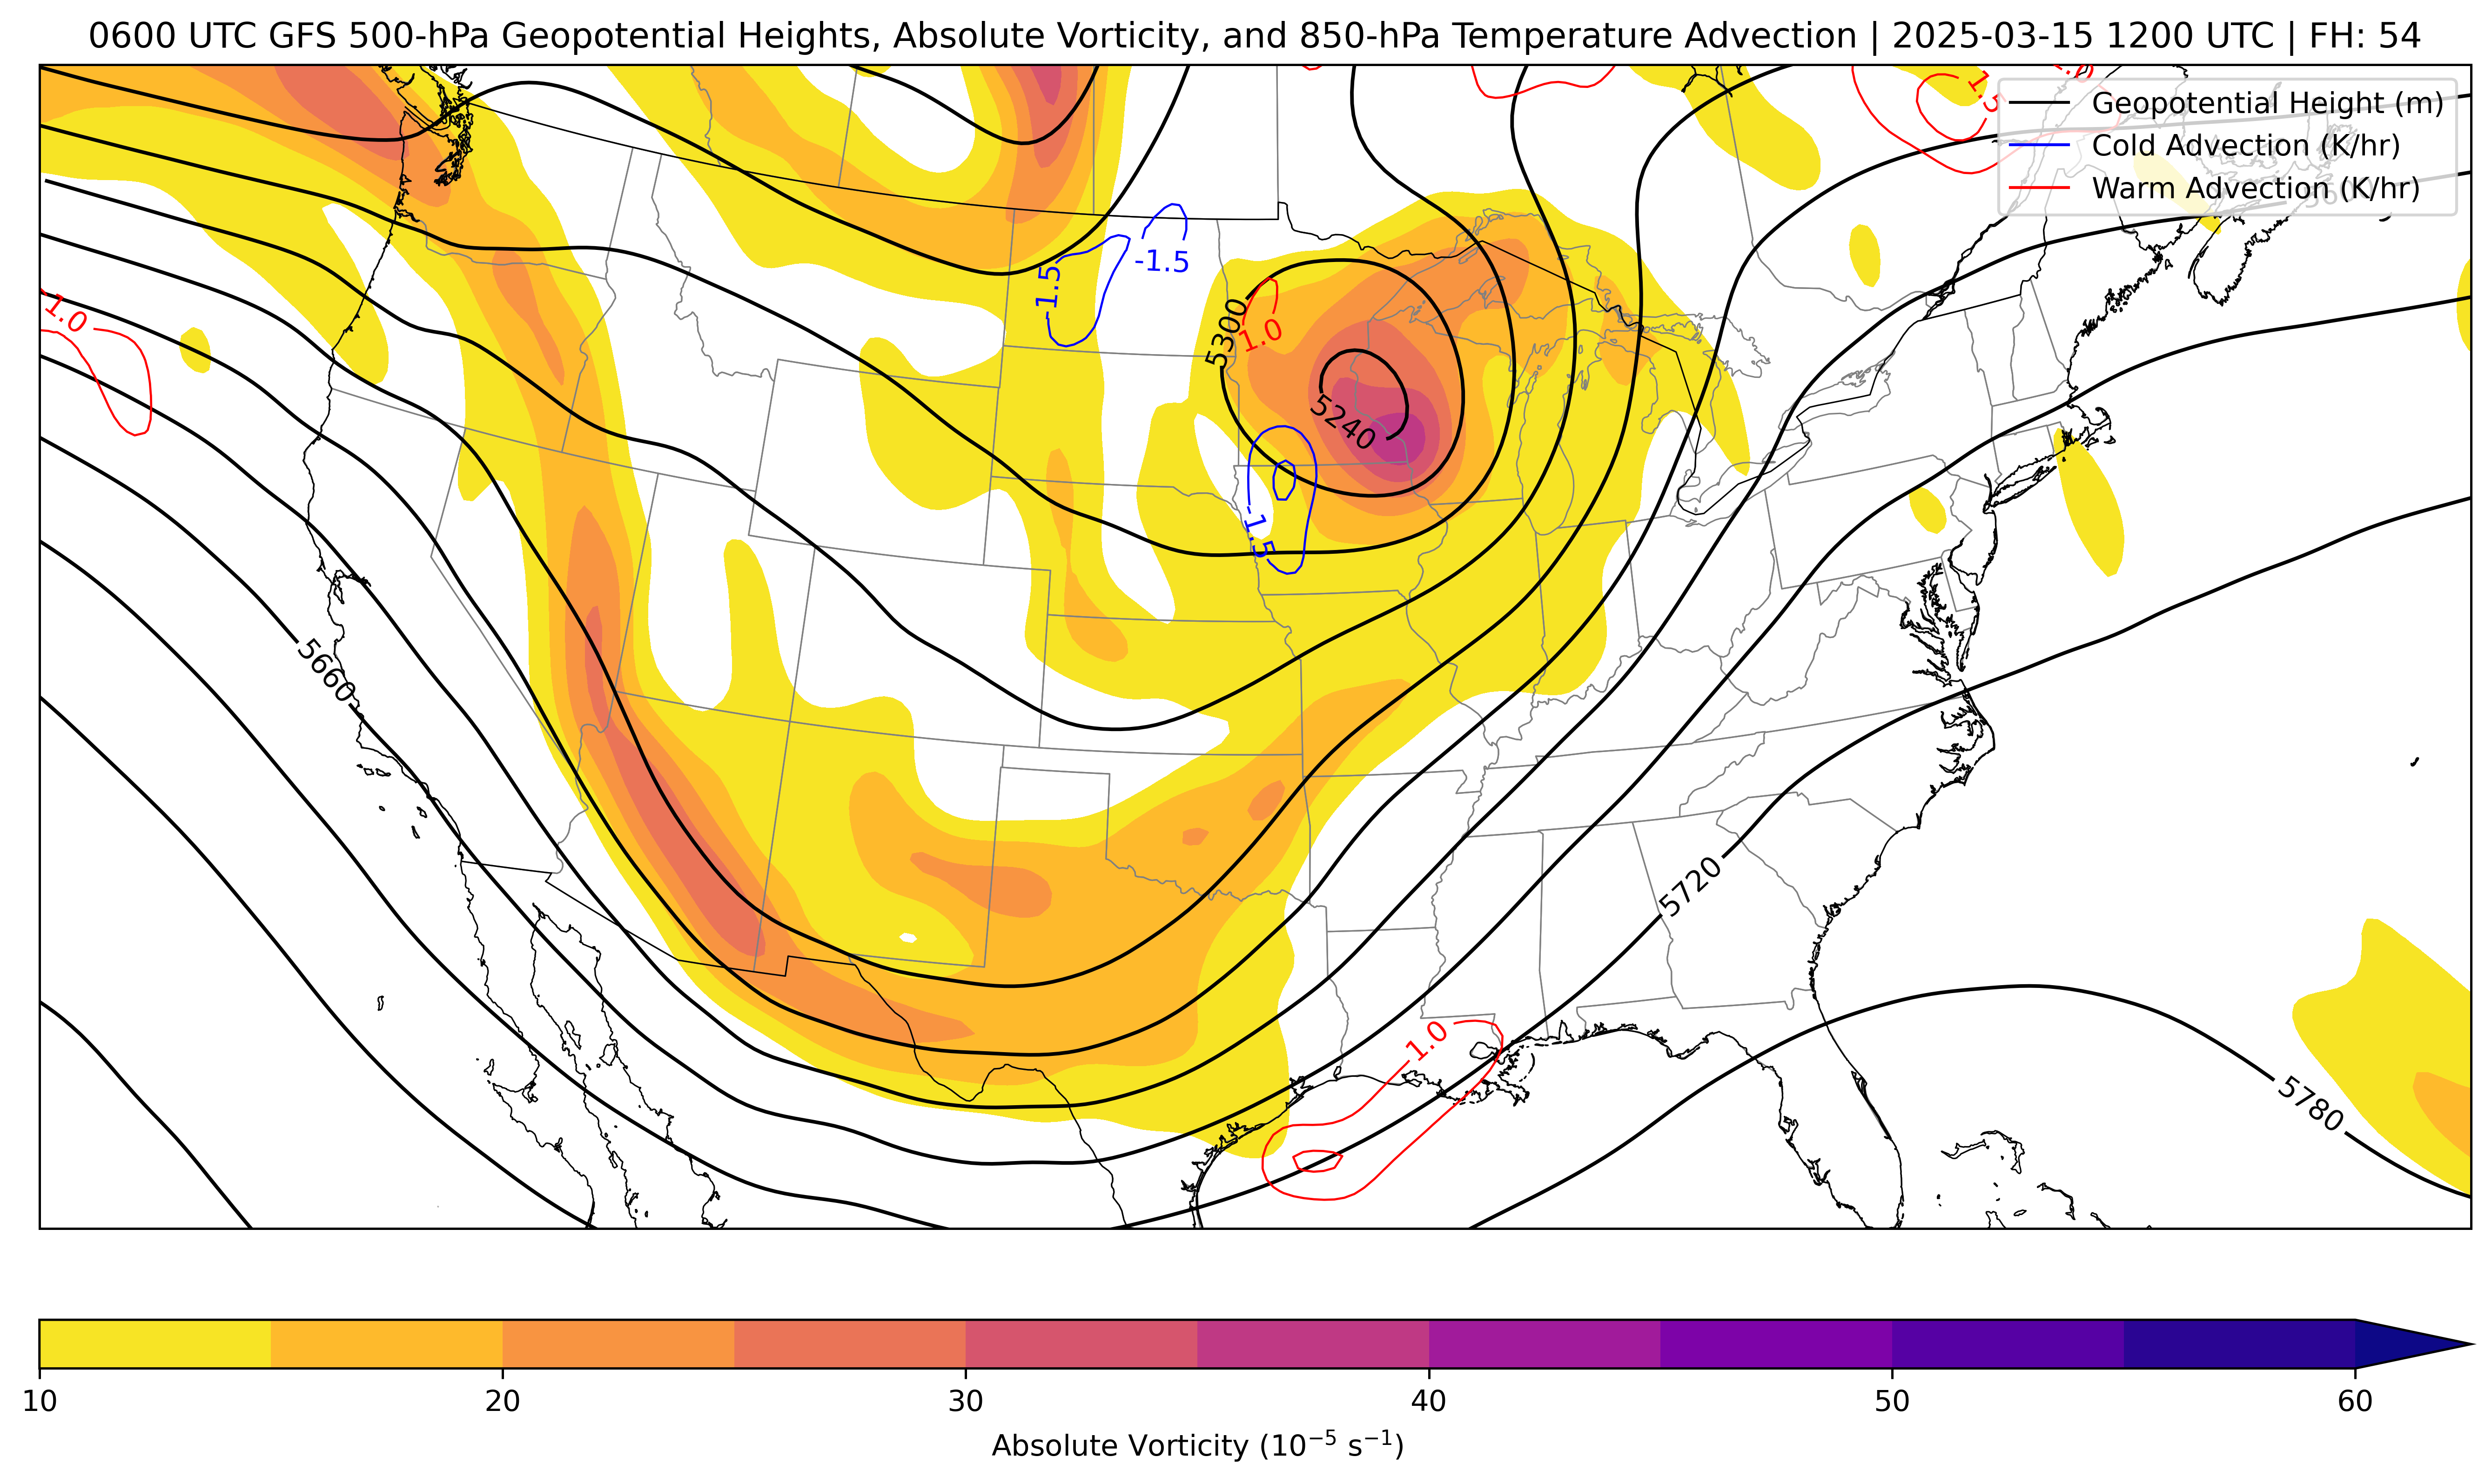 0600 UTC GFS 500-hPa Geopotential Heights, Absolute Vorticity, and 850-hPa Temperature Advection | 2025-03-15 1200 UTC | FH: 54
1.5
Geopotential Height (m)
Cold Advection (K/hr)
Warm Advection (K/hr)
-1.5
-1.5
1.0
5300
1.0
5240
-1.5
5660
5720
1.0
5780
10 20 30 40 50 60
Absolute Vorticity (10⁻⁵ s⁻¹)